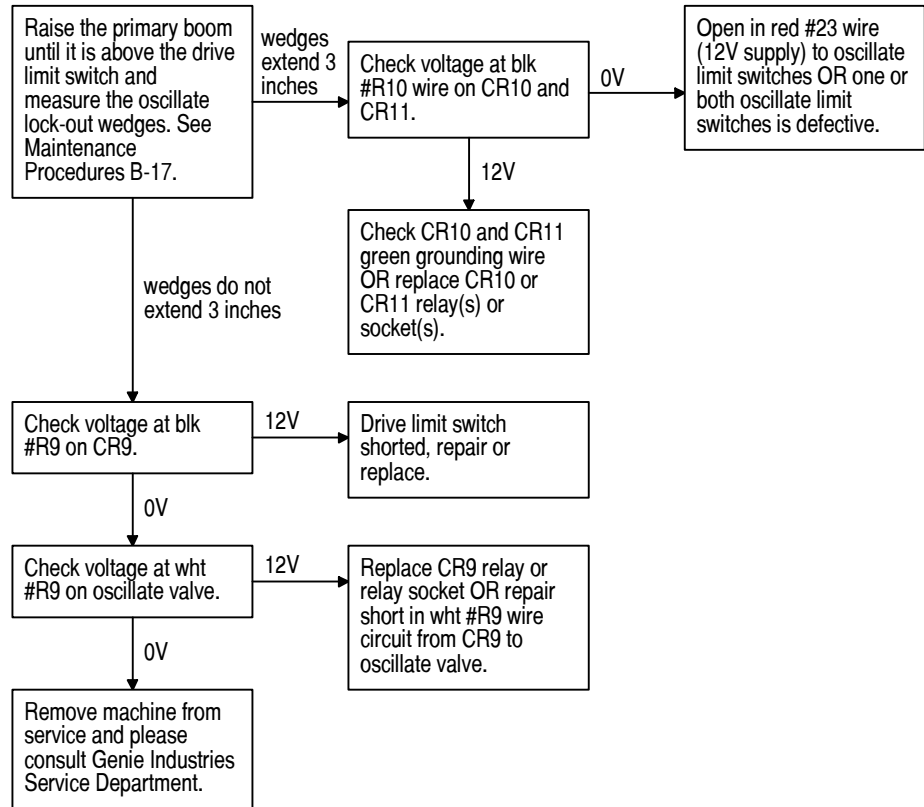 Raise the primary boom
until it is above the drive
limit switch and
measure the oscillate
lock-out wedges. See
Maintenance
Procedures B-17.
wedges
extend 3
inches
Check voltage at blk
#R10 wire on CR10 and
CR11.
0V
Open in red #23 wire
(12V supply) to oscillate
limit switches OR one or
both oscillate limit
switches is defective.
12V
Check CR10 and CR11
green grounding wire
OR replace CR10 or
CR11 relay(s) or
socket(s).
wedges do not
extend 3 inches
Check voltage at blk
#R9 on CR9.
12V
Drive limit switch
shorted, repair or
replace.
0V
Check voltage at wht
#R9 on oscillate valve.
12V
Replace CR9 relay or
relay socket OR repair
short in wht #R9 wire
circuit from CR9 to
oscillate valve.
0V
Remove machine from
service and please
consult Genie Industries
Service Department.